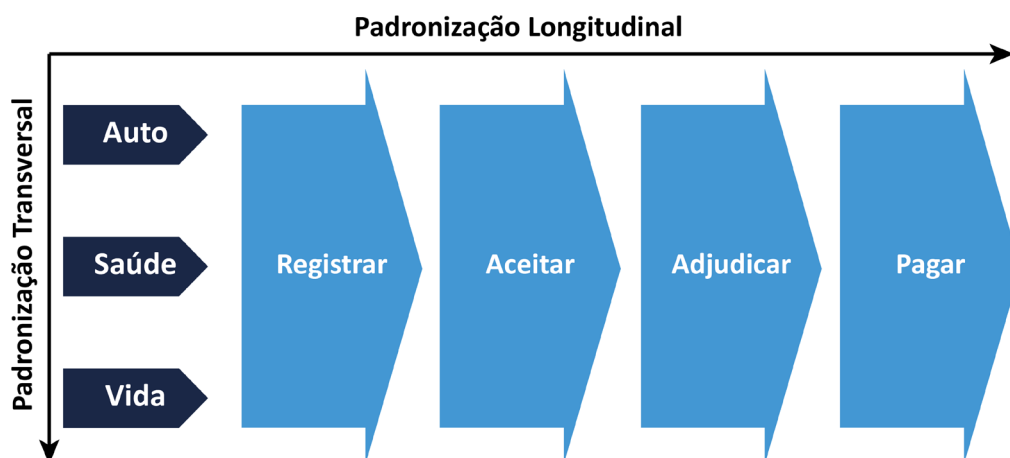 Padronização Longitudinal
Padronização Transversal
Auto
Saúde
Vida
Registrar
Aceitar
Adjudicar
Pagar